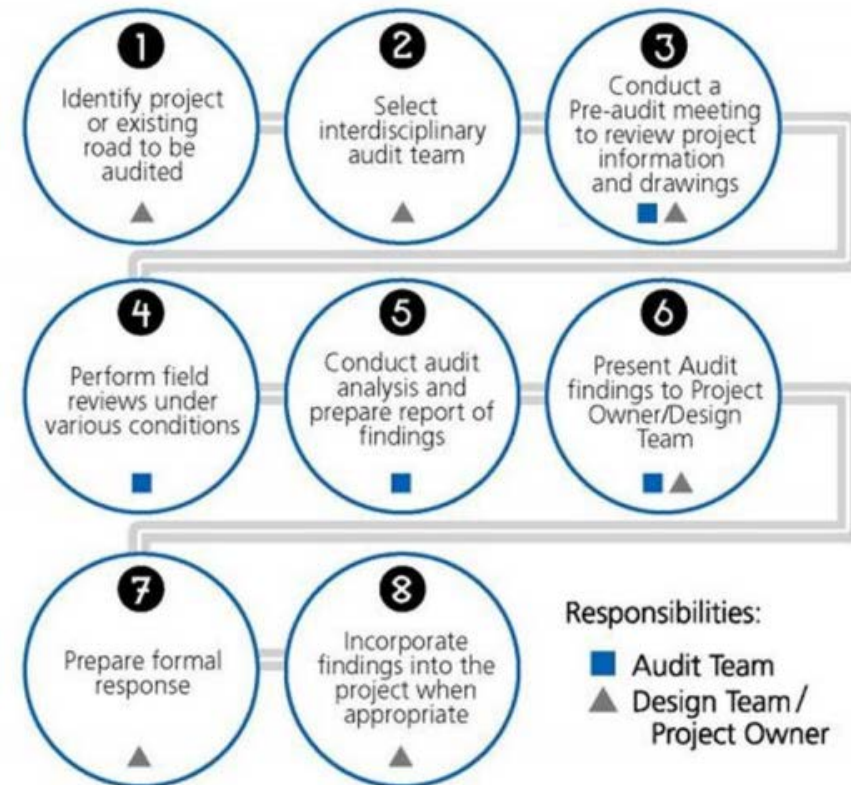 1
Identify project
or existing
road to be
audited
2
Select
interdisciplinary
audit team
3
Conduct a
Pre-audit meeting
to review project
information
and drawings
4
Perform field
reviews under
various conditions
5
Conduct audit
analysis and
prepare report of
findings
6
Present Audit
findings to Project
Owner/Design
Team
7
Prepare formal
response
8
Incorporate
findings into the
project when
appropriate
Responsibilities:
Audit Team
Design Team/
Project Owner